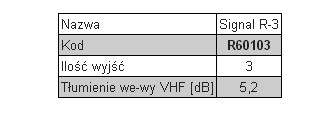 Nazwa Signal R-3
Kod R60103
Ilość wyjść 3
Tłumienie we-wy VHF [dB] 5,2